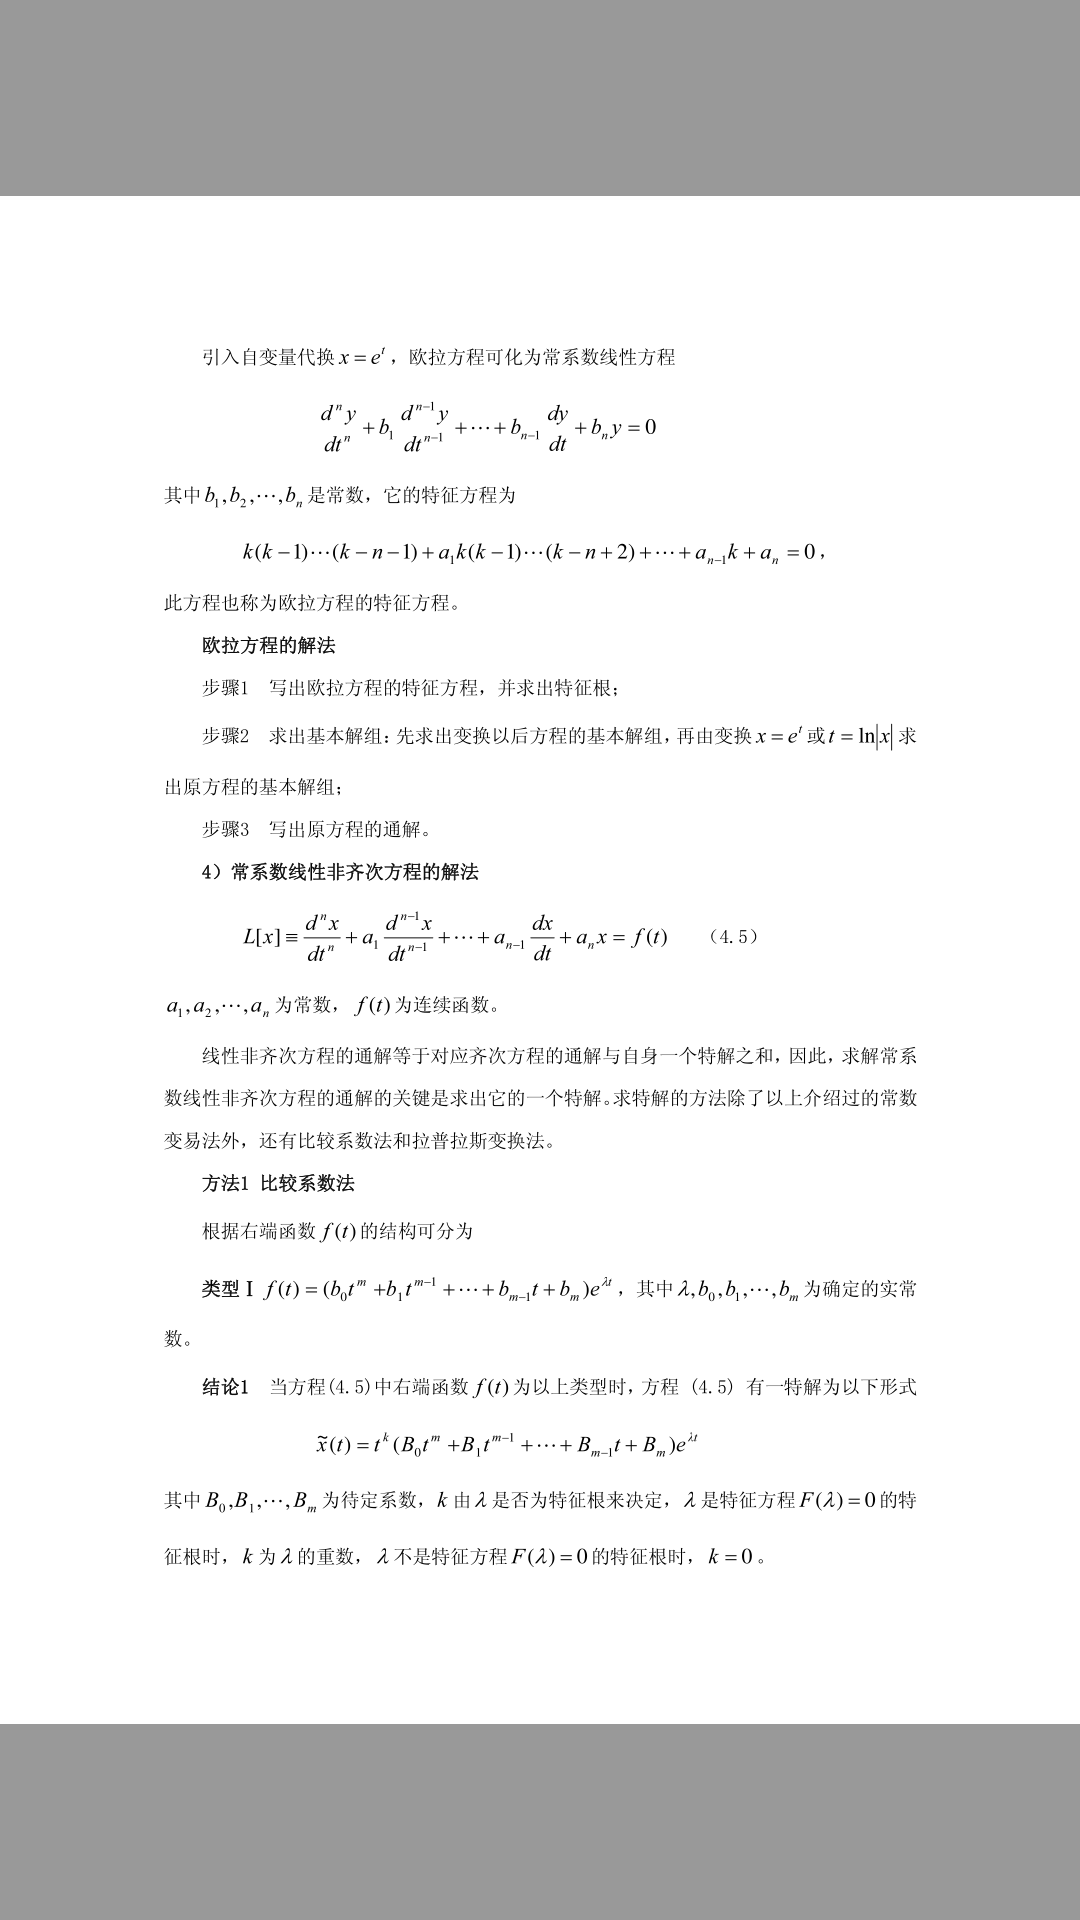 引入自变量代换 x = e^t ，欧拉方程可化为常系数线性方程
d^n y/dt^n + b_1 d^{n-1}y/dt^{n-1} + ⋯ + b_{n-1} dy/dt + b_n y = 0
其中 b_1,b_2,⋯,b_n 是常数，它的特征方程为
k(k−1)⋯(k−n−1) + a_1k(k−1)⋯(k−n+2) + ⋯ + a_{n−1}k + a_n = 0，
此方程也称为欧拉方程的特征方程。
欧拉方程的解法
步骤1 写出欧拉方程的特征方程，并求出特征根；
步骤2 求出基本解组：先求出变换以后方程的基本解组，再由变换 x = e^t 或 t = ln|x| 求
出原方程的基本解组；
步骤3 写出原方程的通解。
4）常系数线性非齐次方程的解法
L[x] ≡ d^n x/dt^n + a_1 d^{n−1}x/dt^{n−1} + ⋯ + a_{n−1} dx/dt + a_n x = f(t) （4.5）
a_1,a_2,⋯,a_n 为常数， f(t) 为连续函数。
线性非齐次方程的通解等于对应齐次方程的通解与自身一个特解之和，因此，求解常系
数线性非齐次方程的通解的关键是求出它的一个特解。求特解的方法除了以上介绍过的常数
变易法外，还有比较系数法和拉普拉斯变换法。
方法1 比较系数法
根据右端函数 f(t) 的结构可分为
类型Ⅰ f(t) = (b_0t^m +b_1t^{m−1} + ⋯ + b_{m−1}t + b_m)e^{λt} ，其中 λ,b_0,b_1,⋯,b_m 为确定的实常
数。
结论1 当方程(4.5)中右端函数 f(t) 为以上类型时，方程 (4.5) 有一特解为以下形式
x̃(t) = t^k(B_0t^m +B_1t^{m−1} + ⋯ + B_{m−1}t + B_m)e^{λt}
其中 B_0,B_1,⋯,B_m 为待定系数，k 由 λ 是否为特征根来决定，λ 是特征方程 F(λ) = 0 的特
征根时， k 为 λ 的重数， λ 不是特征方程 F(λ) = 0 的特征根时， k = 0 。